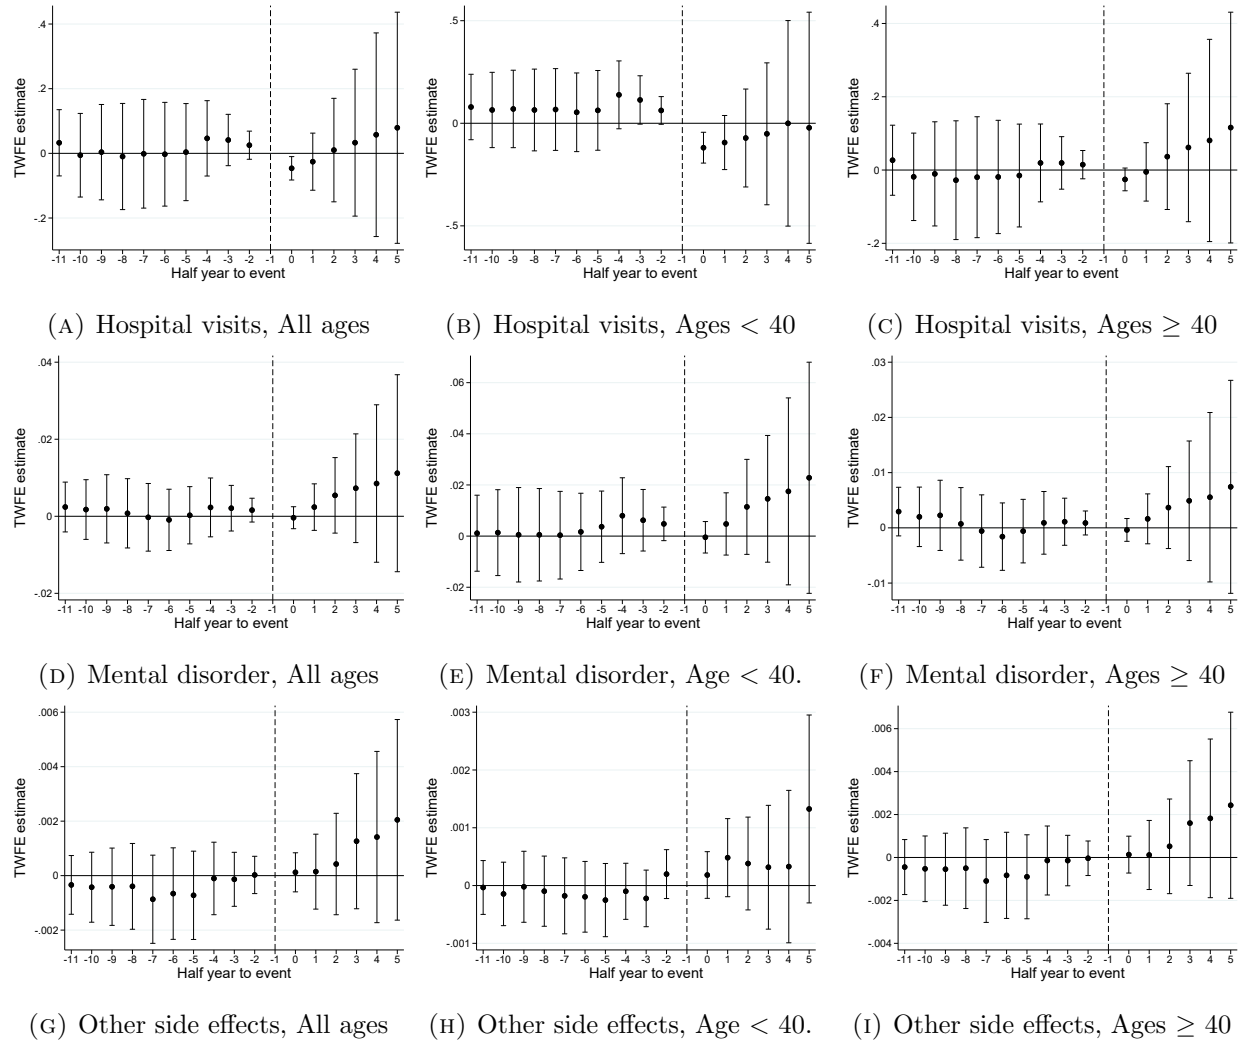 .4
.2
0
-.2
TWFE estimate
-11 -10 -9 -8 -7 -6 -5 -4 -3 -2 -1 0 1 2 3 4 5
Half year to event
(A) Hospital visits, All ages
.5
0
-.5
TWFE estimate
-11 -10 -9 -8 -7 -6 -5 -4 -3 -2 -1 0 1 2 3 4 5
Half year to event
(B) Hospital visits, Ages < 40
.4
.2
0
-.2
TWFE estimate
-11 -10 -9 -8 -7 -6 -5 -4 -3 -2 -1 0 1 2 3 4 5
Half year to event
(C) Hospital visits, Ages ≥ 40
.04
.02
0
-.02
TWFE estimate
-11 -10 -9 -8 -7 -6 -5 -4 -3 -2 -1 0 1 2 3 4 5
Half year to event
(D) Mental disorder, All ages
.06
.04
.02
0
-.02
TWFE estimate
-11 -10 -9 -8 -7 -6 -5 -4 -3 -2 -1 0 1 2 3 4 5
Half year to event
(E) Mental disorder, Age < 40.
.03
.02
.01
0
-.01
TWFE estimate
-11 -10 -9 -8 -7 -6 -5 -4 -3 -2 -1 0 1 2 3 4 5
Half year to event
(F) Mental disorder, Ages ≥ 40
.006
.004
.002
0
-.002
TWFE estimate
-11 -10 -9 -8 -7 -6 -5 -4 -3 -2 -1 0 1 2 3 4 5
Half year to event
(G) Other side effects, All ages
.003
.002
.001
0
-.001
TWFE estimate
-11 -10 -9 -8 -7 -6 -5 -4 -3 -2 -1 0 1 2 3 4 5
Half year to event
(H) Other side effects, Age < 40.
.006
.004
.002
0
-.002
-.004
TWFE estimate
-11 -10 -9 -8 -7 -6 -5 -4 -3 -2 -1 0 1 2 3 4 5
Half year to event
(I) Other side effects, Ages ≥ 40